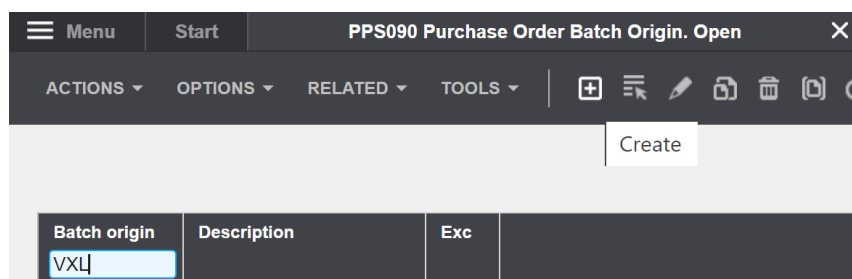 Menu Start PPS090 Purchase Order Batch Origin. Open
ACTIONS OPTIONS RELATED TOOLS
Create
Batch origin Description Exc
VXL